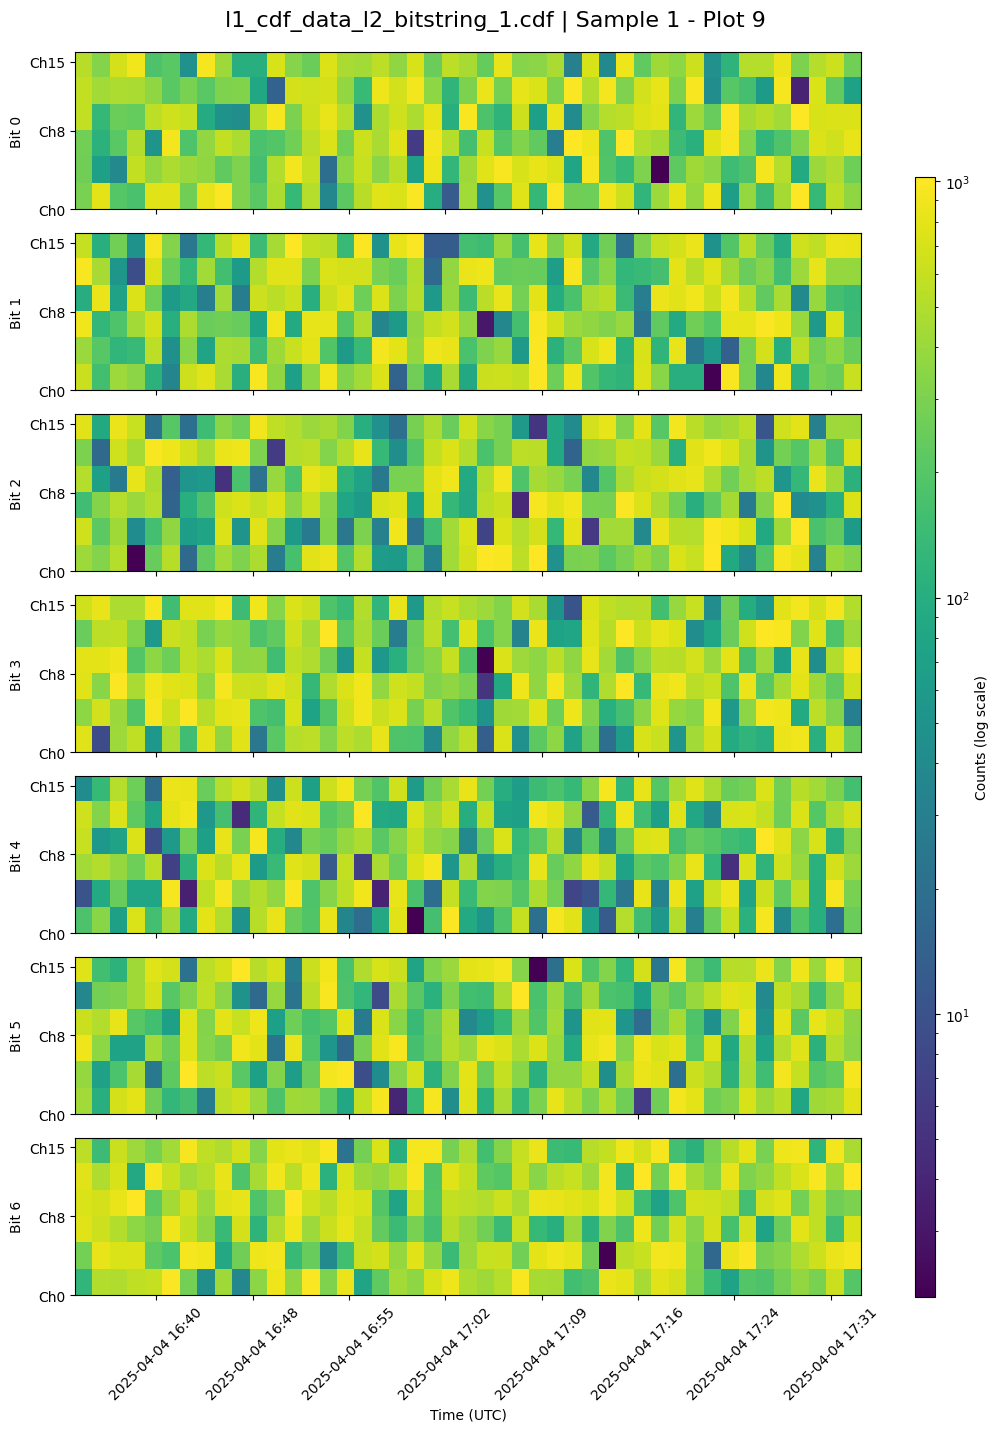 l1_cdf_data_l2_bitstring_1.cdf | Sample 1 - Plot 9
Ch15
Ch8
Ch0
Bit 0
Ch15
Ch8
Ch0
Bit 1
Ch15
Ch8
Ch0
Bit 2
Ch15
Ch8
Ch0
Bit 3
Ch15
Ch8
Ch0
Bit 4
Ch15
Ch8
Ch0
Bit 5
Ch15
Ch8
Ch0
Bit 6
2025-04-04 16:40
2025-04-04 16:48
2025-04-04 16:55
2025-04-04 17:02
2025-04-04 17:09
2025-04-04 17:16
2025-04-04 17:24
2025-04-04 17:31
Time (UTC)
10³
10²
10¹
Counts (log scale)